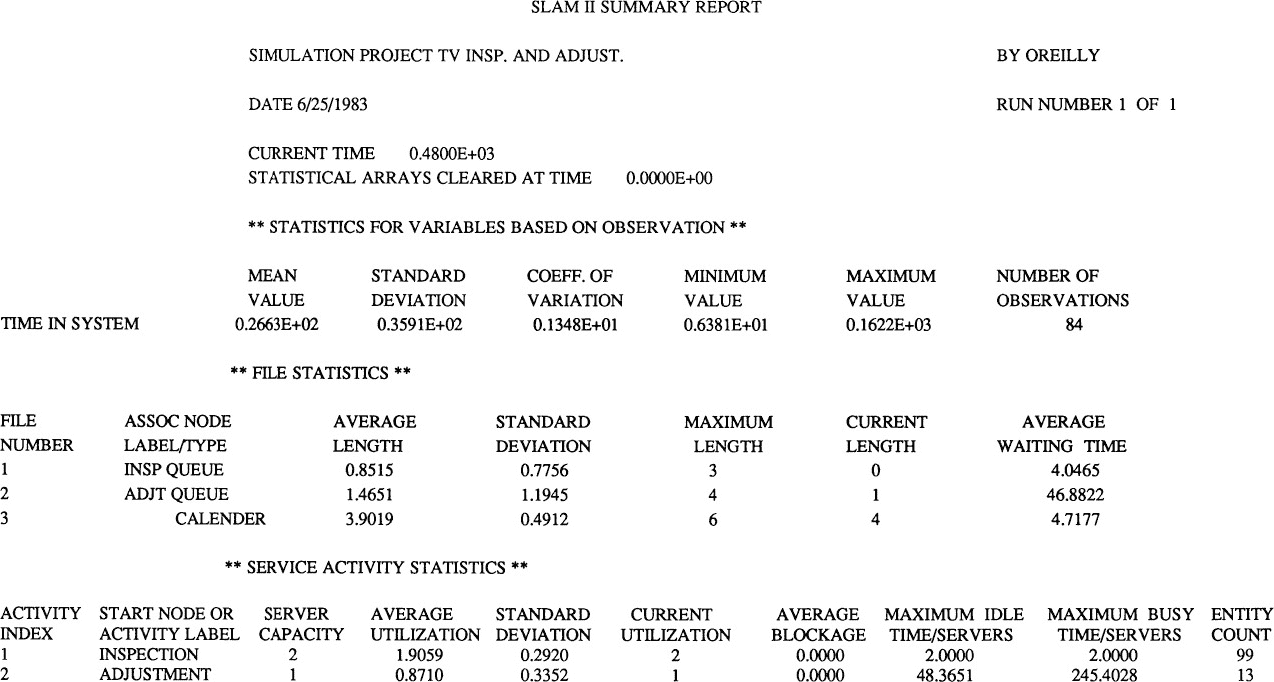 SLAM II SUMMARY REPORT
SIMULATION PROJECT TV INSP. AND ADJUST. BY OREILLY
DATE 6/25/1983 RUN NUMBER 1 OF 1
CURRENT TIME 0.4800E+03
STATISTICAL ARRAYS CLEARED AT TIME 0.0000E+00
** STATISTICS FOR VARIABLES BASED ON OBSERVATION **
MEAN STANDARD COEFF. OF MINIMUM MAXIMUM NUMBER OF
VALUE DEVIATION VARIATION VALUE VALUE OBSERVATIONS
TIME IN SYSTEM 0.2663E+02 0.3591E+02 0.1348E+01 0.6381E+01 0.1622E+03 84
** FILE STATISTICS **
FILE ASSOC NODE AVERAGE STANDARD MAXIMUM CURRENT AVERAGE
NUMBER LABEL/TYPE LENGTH DEVIATION LENGTH LENGTH WAITING TIME
1 INSP QUEUE 0.8515 0.7756 3 0 4.0465
2 ADJT QUEUE 1.4651 1.1945 4 1 46.8822
3 CALENDER 3.9019 0.4912 6 4 4.7177
** SERVICE ACTIVITY STATISTICS **
ACTIVITY START NODE OR SERVER AVERAGE STANDARD CURRENT AVERAGE MAXIMUM IDLE MAXIMUM BUSY ENTITY
INDEX ACTIVITY LABEL CAPACITY UTILIZATION DEVIATION UTILIZATION BLOCKAGE TIME/SERVERS TIME/SERVERS COUNT
1 INSPECTION 2 1.9059 0.2920 2 0.0000 2.0000 2.0000 99
2 ADJUSTMENT 1 0.8710 0.3352 1 0.0000 48.3651 245.4028 13